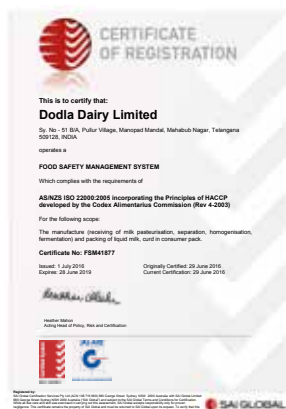 CERTIFICATE
OF REGISTRATION
This is to certify that:
Dodla Dairy Limited
Sy. No - 51 B/A, Pullur Village, Manopad Mandal, Mahabub Nagar, Telangana
509128, INDIA
operates a
FOOD SAFETY MANAGEMENT SYSTEM
Which complies with the requirements of
AS/NZS ISO 22000:2005 incorporating the Principles of HACCP
developed by the Codex Alimentarius Commission (Rev 4-2003)
For the following scope:
The manufacture (receiving of milk pasteurisation, separation, homogenisation,
fermentation) and packing of liquid milk, curd in consumer pack.
Certificate No: FSM41877
Issued: 1 July 2016
Originally Certified: 29 June 2016
Expires: 28 June 2019
Current Certification: 29 June 2016
Heather Mahon
Acting Head of Policy, Risk and Certification
JAS-ANZ
Registered by:
SAI GLOBAL